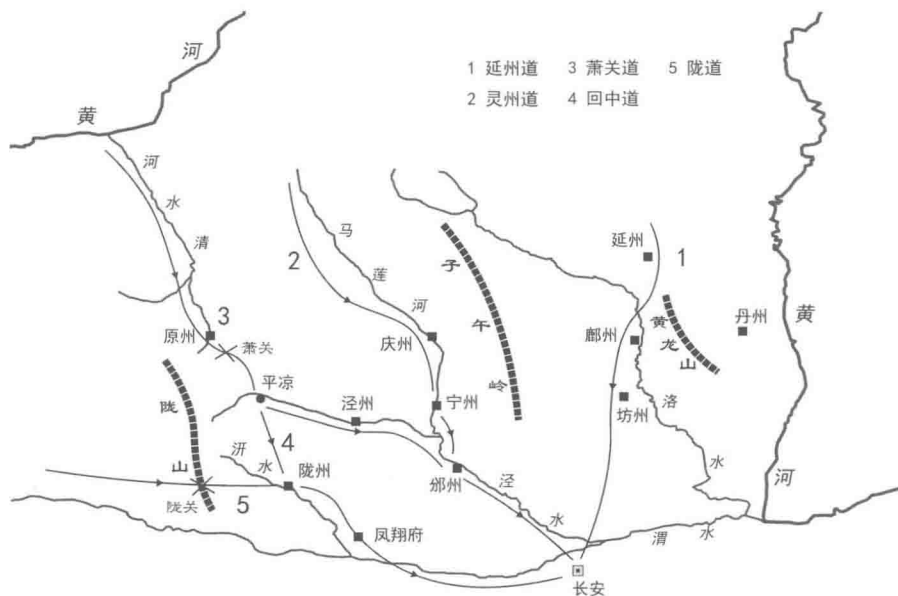 1 延州道 3 萧关道 5 陇道
2 灵州道 4 回中道
黄河
河水清
马莲河
2
子午岭
延州
1
黄龙山
丹州
黄河
3
原州
萧关
庆州
鄜州
平凉
泾州
宁州
坊州
洛水
陇山
4
汧水
陇州
邠州
泾水
陇关
5
凤翔府
渭水
长安